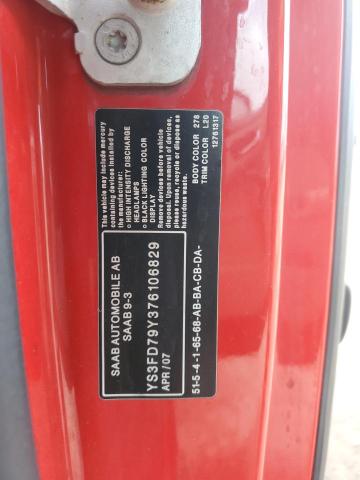 This vehicle may include mercury
containing devices installed by
the manufacturer:
○ HIGH INTENSITY DISCHARGE
HEADLAMPS
○ BLACK LIGHTING COLOR
DISPLAY
Remove devices before vehicle
disposal. Upon removal of devices,
please reuse, recycle or dispose as
hazardous waste.
BODY COLOR 278
TRIM COLOR L20
12761317
SAAB AUTOMOBILE AB
SAAB 9-3
YS3FD79Y376106829
APR / 07
51-5-4-1-65-68-AB-BA-CB-DA-